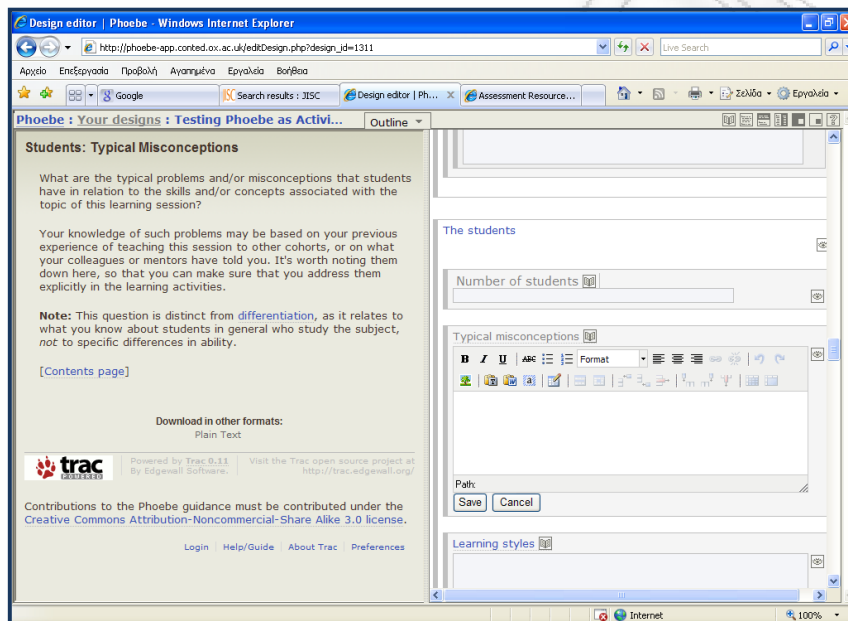 Design editor | Phoebe - Windows Internet Explorer
http://phoebe-app.conted.ox.ac.uk/editDesign.php?design_id=1311
Live Search
Αρχείο Επεξεργασία Προβολή Αγαπημένα Εργαλεία Βοήθεια
Google
Search results : JISC
Design editor | Ph...
Assessment Resource...
Σελίδα
Εργαλεία
Phoebe : Your designs : Testing Phoebe as Activi...
Outline
Students: Typical Misconceptions
What are the typical problems and/or misconceptions that students
have in relation to the skills and/or concepts associated with the
topic of this learning session?
Your knowledge of such problems may be based on your previous
experience of teaching this session to other cohorts, or on what
your colleagues or mentors have told you. It's worth noting them
down here, so that you can make sure that you address them
explicitly in the learning activities.
Note: This question is distinct from differentiation, as it relates to
what you know about students in general who study the subject,
not to specific differences in ability.
[Contents page]
Download in other formats:
Plain Text
trac
POWERED
Powered by Trac 0.11
By Edgewall Software.
Visit the Trac open source project at
http://trac.edgewall.org/
Contributions to the Phoebe guidance must be contributed under the
Creative Commons Attribution-Noncommercial-Share Alike 3.0 license.
Login Help/Guide About Trac Preferences
The students
Number of students
Typical misconceptions
B I U ABC Format
Path:
Save Cancel
Learning styles
Internet
100%